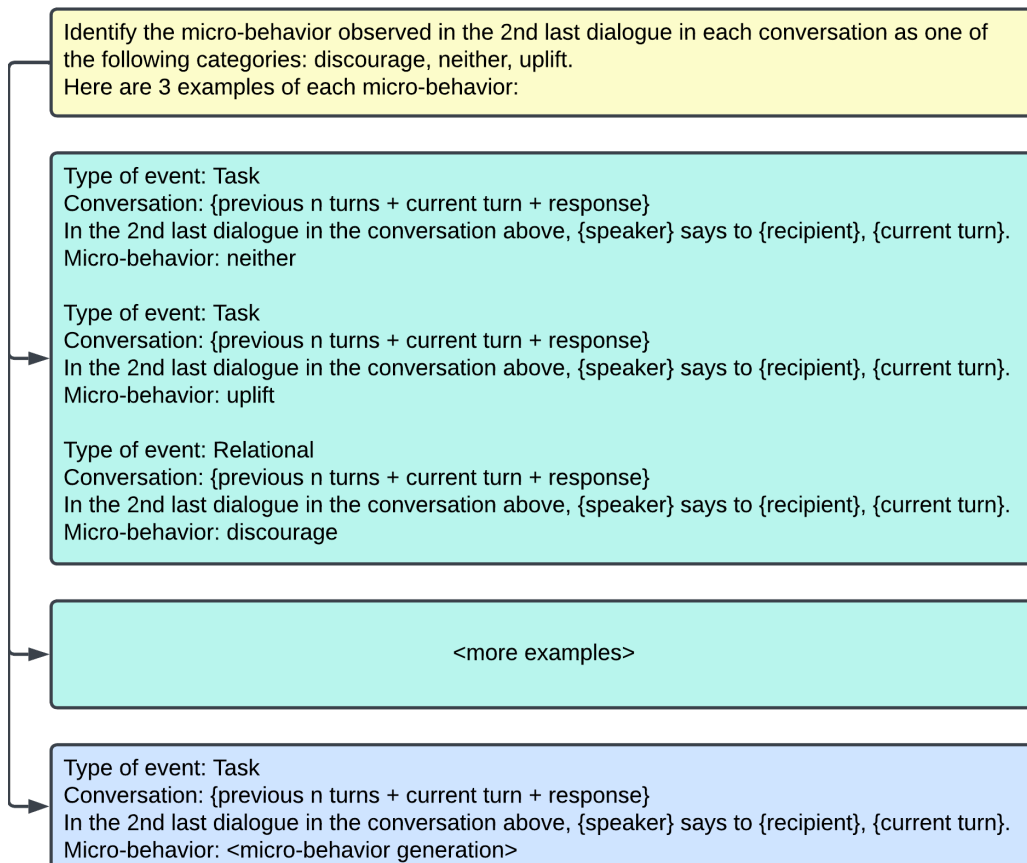 Identify the micro-behavior observed in the 2nd last dialogue in each conversation as one of
the following categories: discourage, neither, uplift.
Here are 3 examples of each micro-behavior:
Type of event: Task
Conversation: {previous n turns + current turn + response}
In the 2nd last dialogue in the conversation above, {speaker} says to {recipient}, {current turn}.
Micro-behavior: neither
Type of event: Task
Conversation: {previous n turns + current turn + response}
In the 2nd last dialogue in the conversation above, {speaker} says to {recipient}, {current turn}.
Micro-behavior: uplift
Type of event: Relational
Conversation: {previous n turns + current turn + response}
In the 2nd last dialogue in the conversation above, {speaker} says to {recipient}, {current turn}.
Micro-behavior: discourage
<more examples>
Type of event: Task
Conversation: {previous n turns + current turn + response}
In the 2nd last dialogue in the conversation above, {speaker} says to {recipient}, {current turn}.
Micro-behavior: <micro-behavior generation>